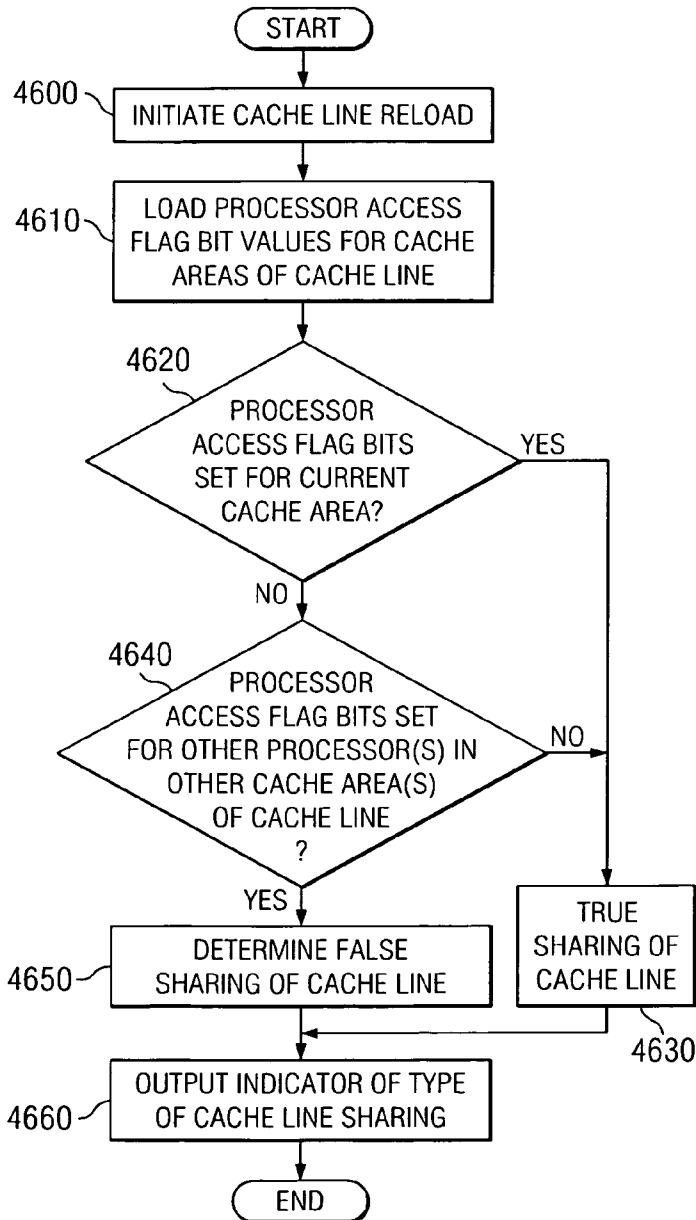 START
4600
INITIATE CACHE LINE RELOAD
4610
LOAD PROCESSOR ACCESS
FLAG BIT VALUES FOR CACHE
AREAS OF CACHE LINE
4620
PROCESSOR
ACCESS FLAG BITS
SET FOR CURRENT
CACHE AREA?
YES
NO
4640
PROCESSOR
ACCESS FLAG BITS SET
FOR OTHER PROCESSOR(S) IN
OTHER CACHE AREA(S)
OF CACHE LINE
?
NO
YES
4650
DETERMINE FALSE
SHARING OF CACHE LINE
TRUE
SHARING OF
CACHE LINE
4630
4660
OUTPUT INDICATOR OF TYPE
OF CACHE LINE SHARING
END